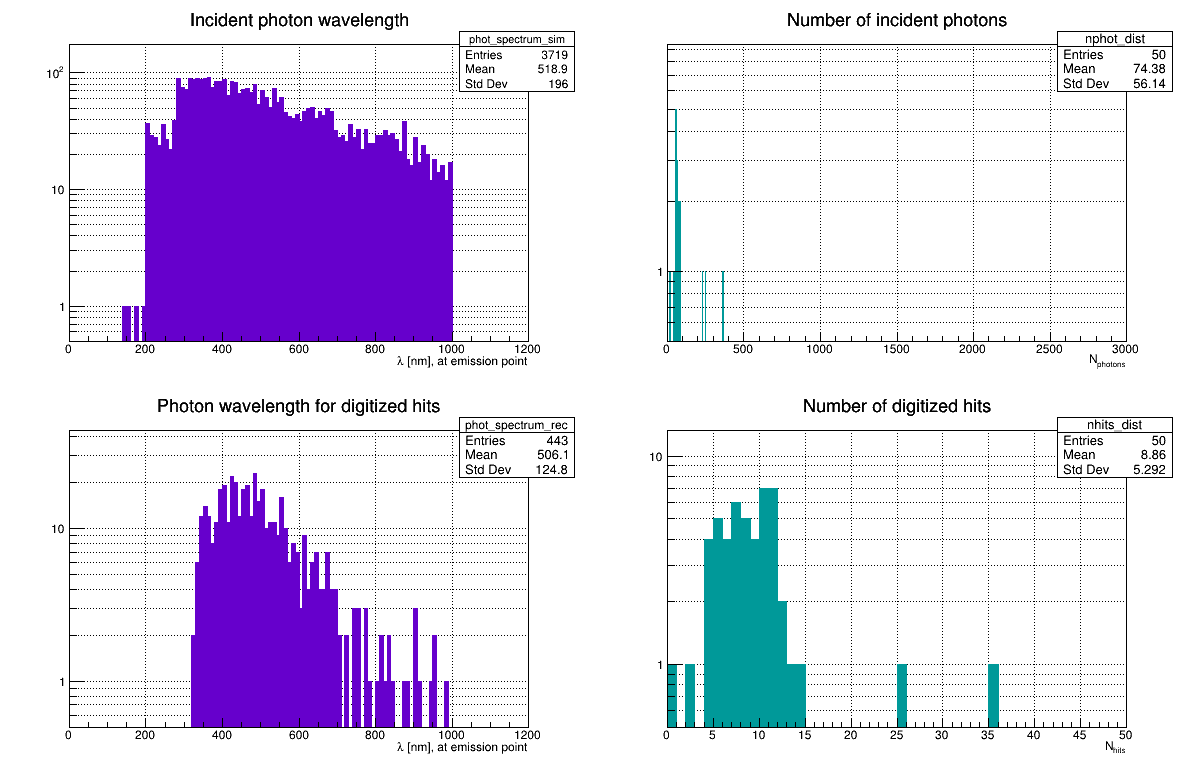 Incident photon wavelength
phot_spectrum_sim
Entries 3719
Mean 518.9
Std Dev 196
10²
10
1
0 200 400 600 800 1000 1200
λ [nm], at emission point
Number of incident photons
nphot_dist
Entries 50
Mean 74.38
Std Dev 56.14
1
0 500 1000 1500 2000 2500 3000
Nphotons
Photon wavelength for digitized hits
phot_spectrum_rec
Entries 443
Mean 506.1
Std Dev 124.8
10
1
0 200 400 600 800 1000 1200
λ [nm], at emission point
Number of digitized hits
nhits_dist
Entries 50
Mean 8.86
Std Dev 5.292
10
1
0 5 10 15 20 25 30 35 40 45 50
Nhits